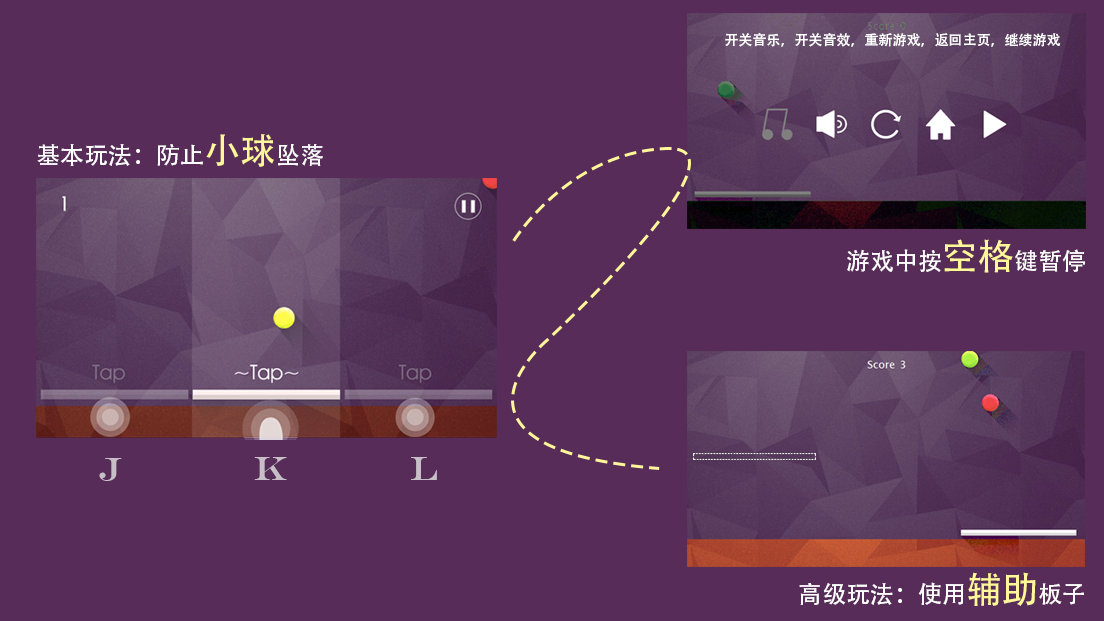 基本玩法：防止小球坠落
1
Tap
~Tap~
Tap
J
K
L
Score 0
开关音乐，开关音效，重新游戏，返回主页，继续游戏
游戏中按空格键暂停
Score 3
高级玩法：使用辅助板子